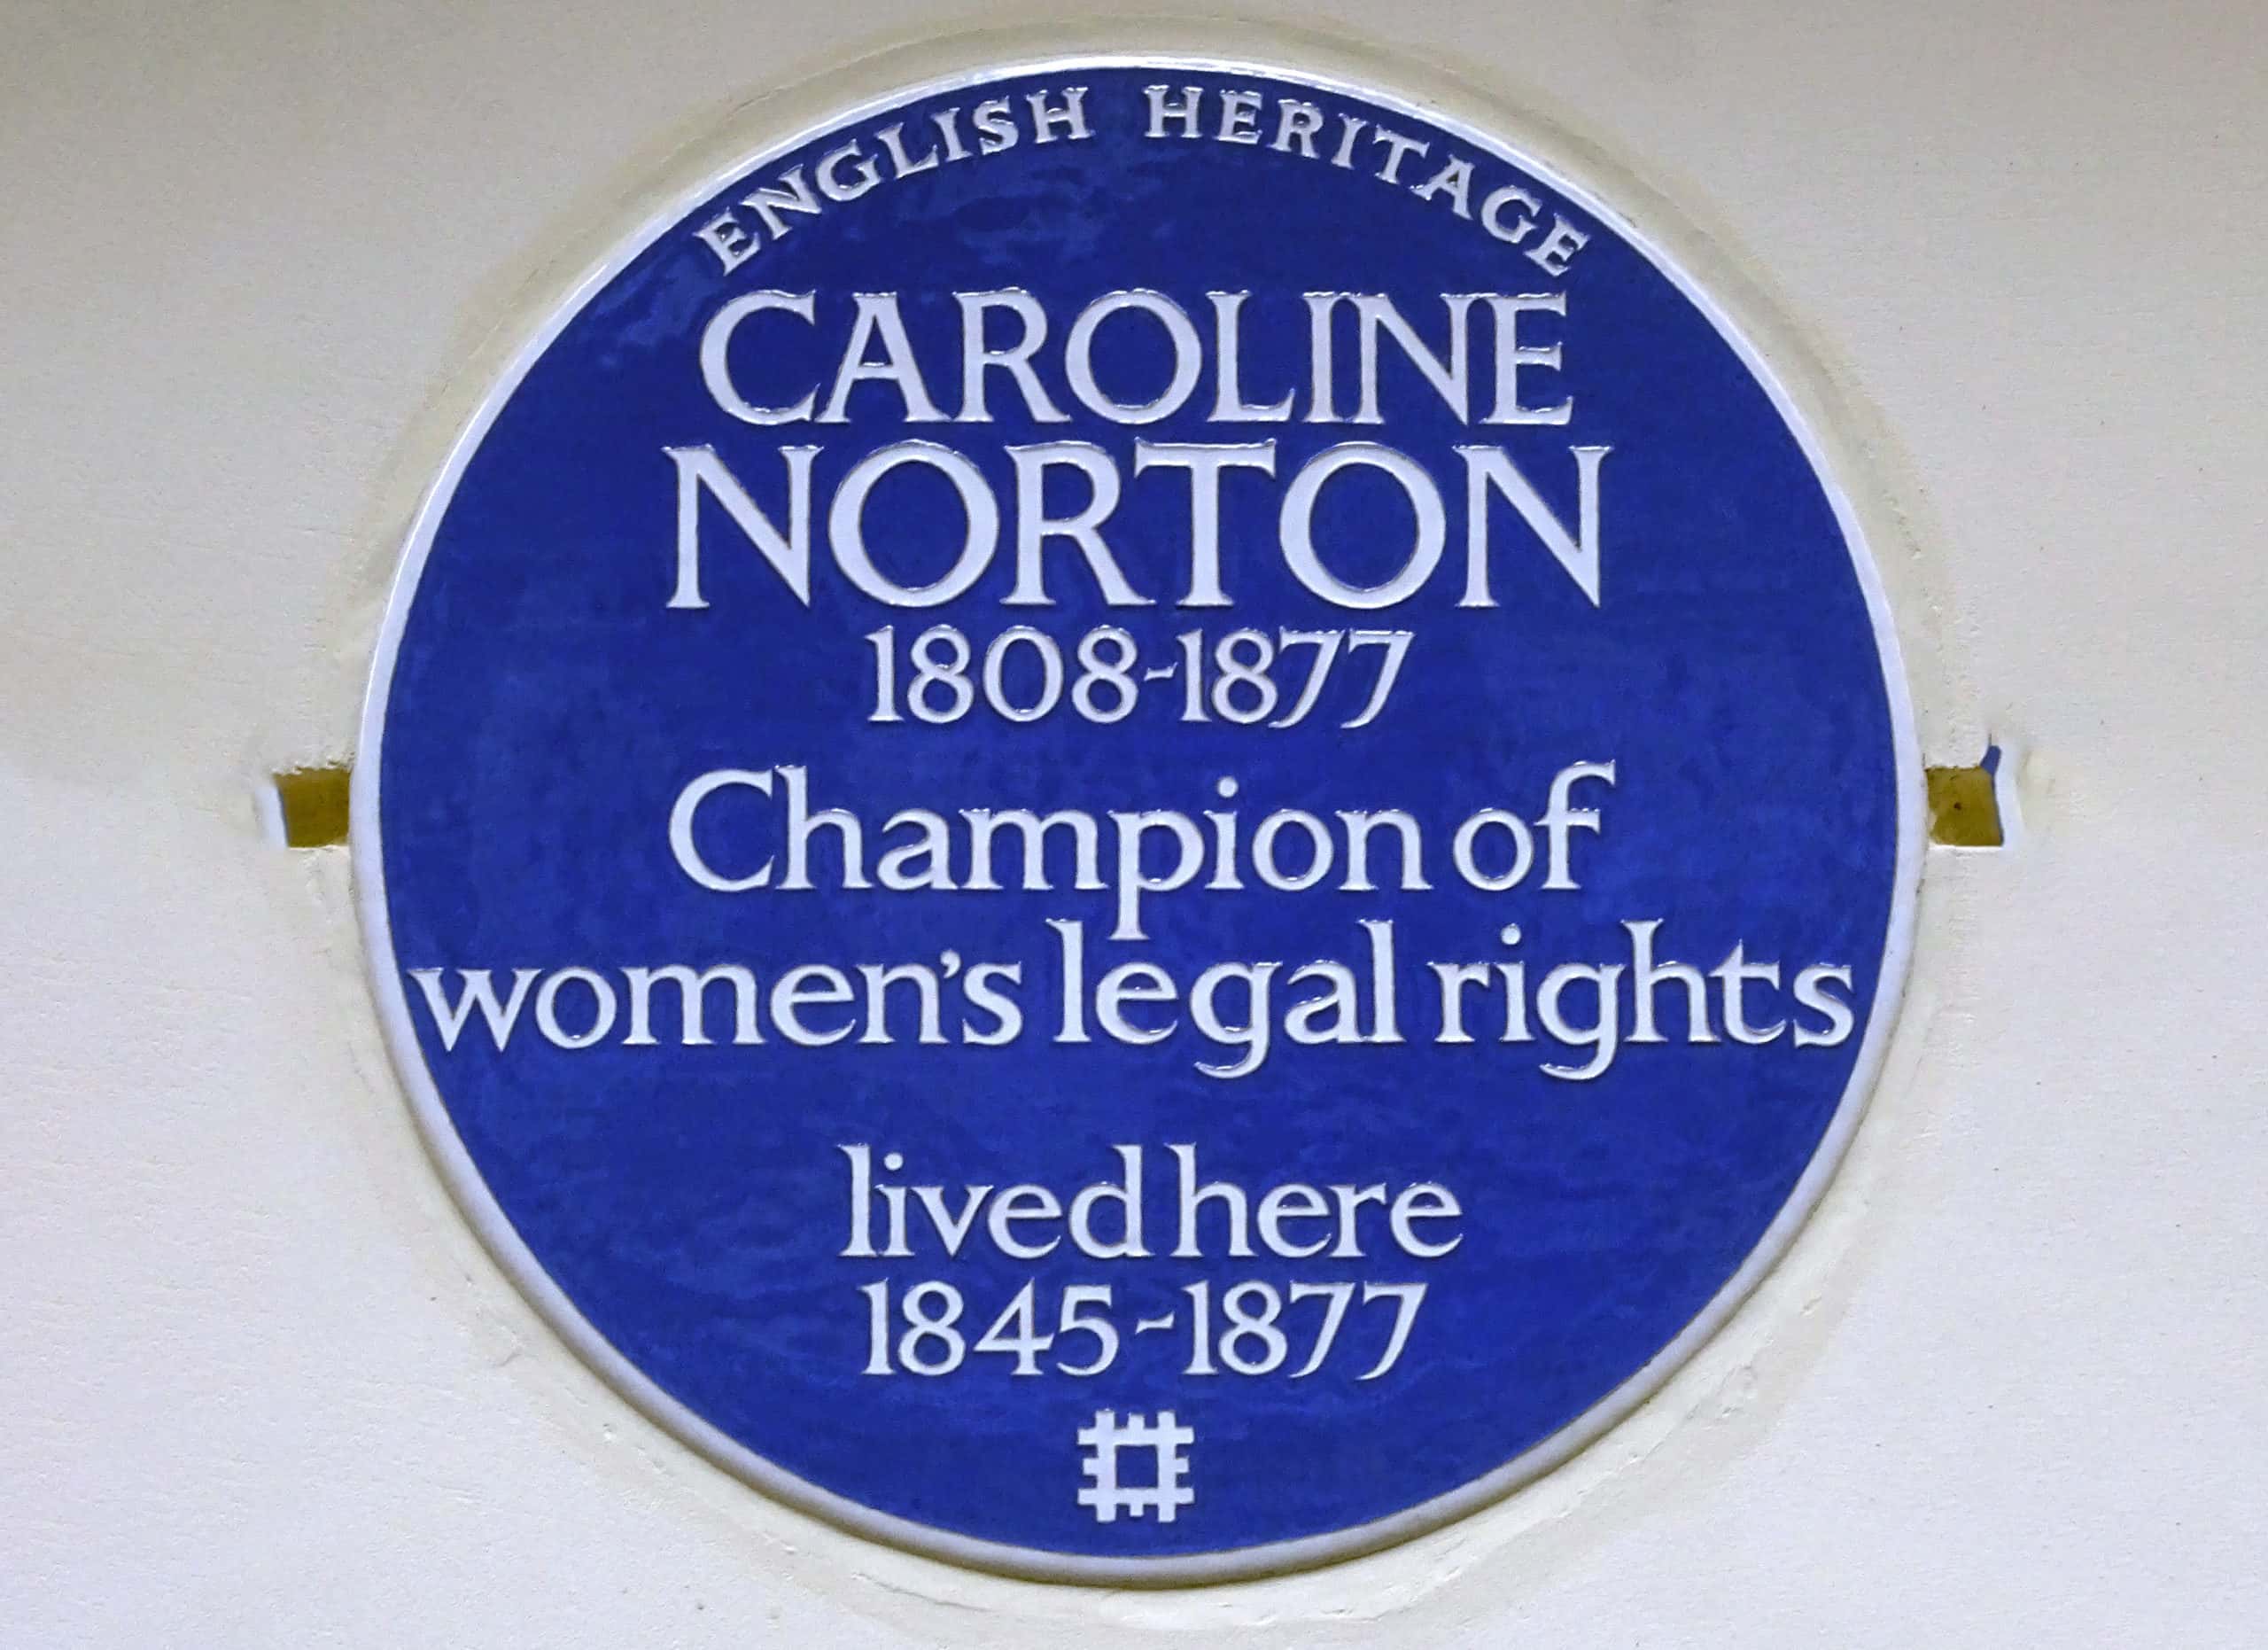 ENGLISH HERITAGE
CAROLINE
NORTON
1808-1877
Champion of
women's legal rights
lived here
1845-1877